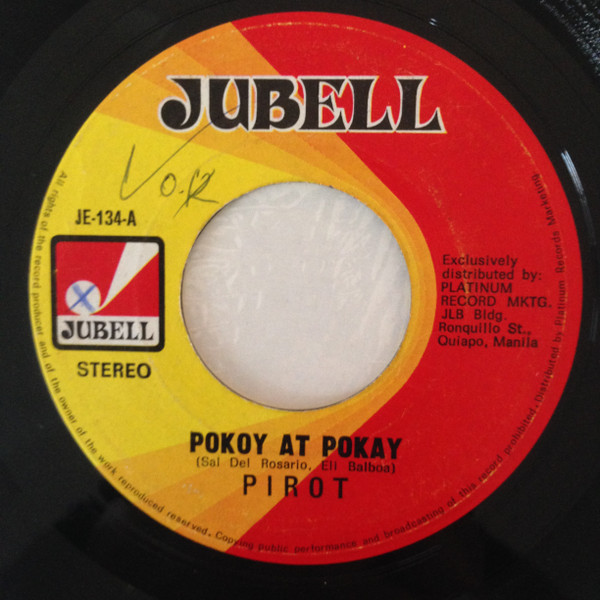 JUBELL
O.K
JE-134-A
JUBELL
STEREO
Exclusively
distributed by:
PLATINUM
RECORD MKTG.
JLB Bldg.
Ronquillo St.,
Quiapo, Manila
POKOY AT POKAY
(Sal Del Rosario, Eli Balboa)
PIROT
All rights of the record producer and of the owner of the work reproduced reserved. Copying public performance and broadcasting of this record prohibited. Distributed by Platinum Records Marketing.